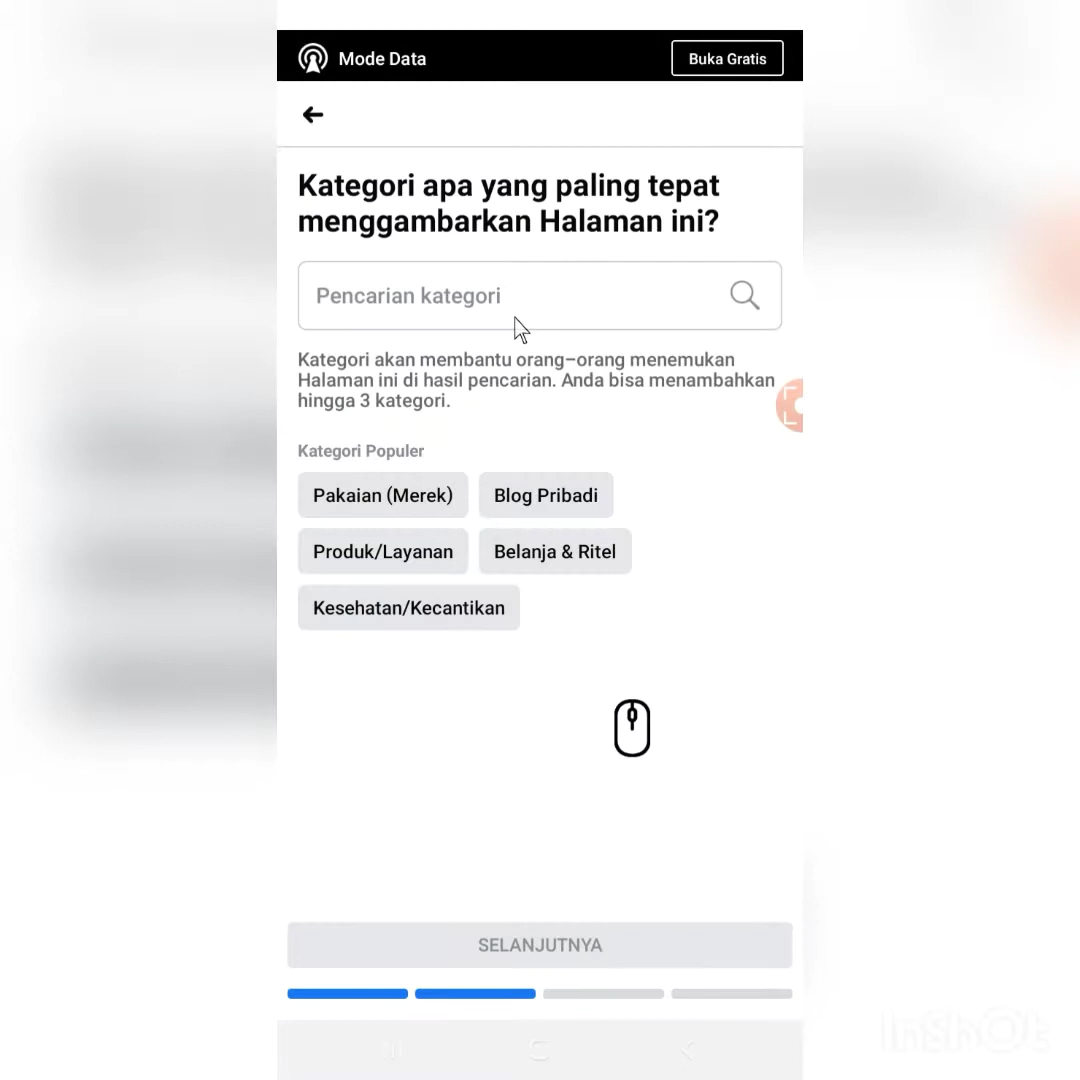 Mode Data
Buka Gratis
Kategori apa yang paling tepat
menggambarkan Halaman ini?
Pencarian kategori
Kategori akan membantu orang-orang menemukan
Halaman ini di hasil pencarian. Anda bisa menambahkan
hingga 3 kategori.
Kategori Populer
Pakaian (Merek)
Blog Pribadi
Produk/Layanan
Belanja & Ritel
Kesehatan/Kecantikan
SELANJUTNYA
InShOt